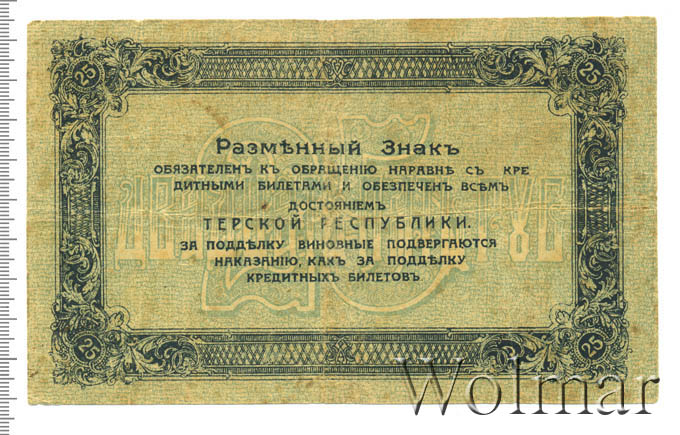 25 25
Размѣнный Знакъ
ОБЯЗАТЕЛЕНЪ КЪ ОБРАЩЕНІЮ НАРАВНѢ СЪ КРЕ
ДИТНЫМИ БИЛЕТАМИ И ОБЕЗПЕЧЕНЪ ВСѢМЪ
ДОСТОЯНІЕМЪ
ТЕРСКОЙ РЕСПУБЛИКИ.
ЗА ПОДДѢЛКУ ВИНОВНЫЕ ПОДВЕРГАЮТСЯ
НАКАЗАНІЮ, КАКЪ ЗА ПОДДѢЛКУ
КРЕДИТНЫХЪ БИЛЕТОВЪ
25
25 25
Wolmar